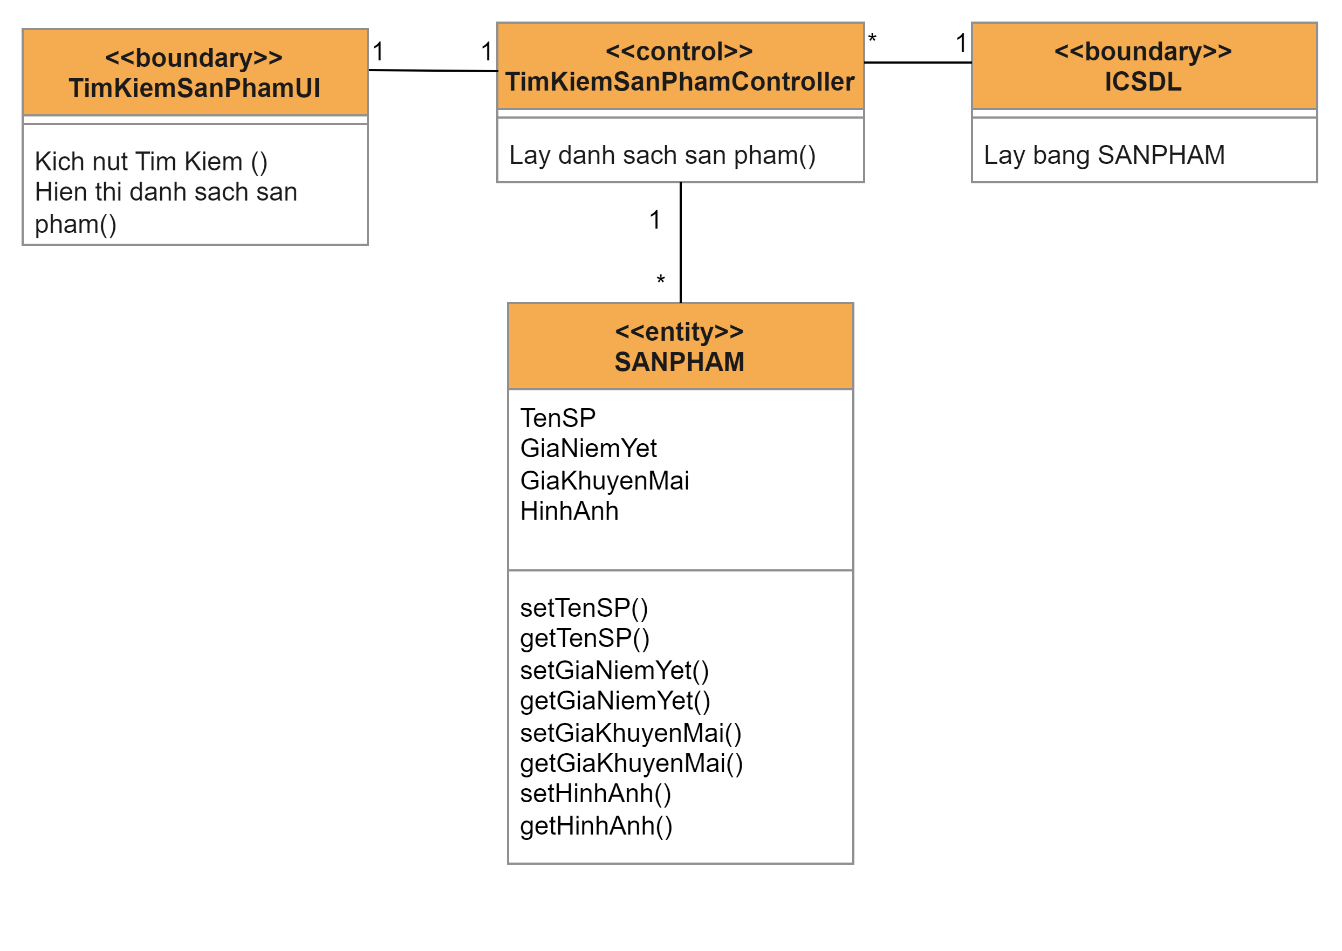 <<boundary>>
TimKiemSanPhamUI
Kich nut Tim Kiem ()
Hien thi danh sach san
pham()
1
1
<<control>>
TimKiemSanPhamController
Lay danh sach san pham()
*
1
<<boundary>>
ICSDL
Lay bang SANPHAM
1
*
<<entity>>
SANPHAM
TenSP
GiaNiemYet
GiaKhuyenMai
HinhAnh
setTenSP()
getTenSP()
setGiaNiemYet()
getGiaNiemYet()
setGiaKhuyenMai()
getGiaKhuyenMai()
setHinhAnh()
getHinhAnh()